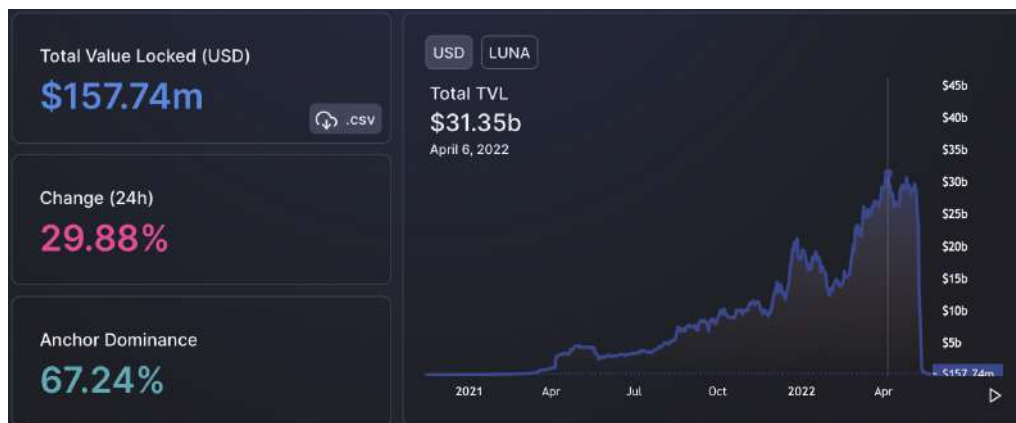 Total Value Locked (USD)
$157.74m
.csv
Change (24h)
29.88%
Anchor Dominance
67.24%
USD LUNA
Total TVL
$31.35b
April 6, 2022
$45b
$40b
$35b
$30b
$25b
$20b
$15b
$10b
$5b
$157.74m
2021 Apr Jul Oct 2022 Apr